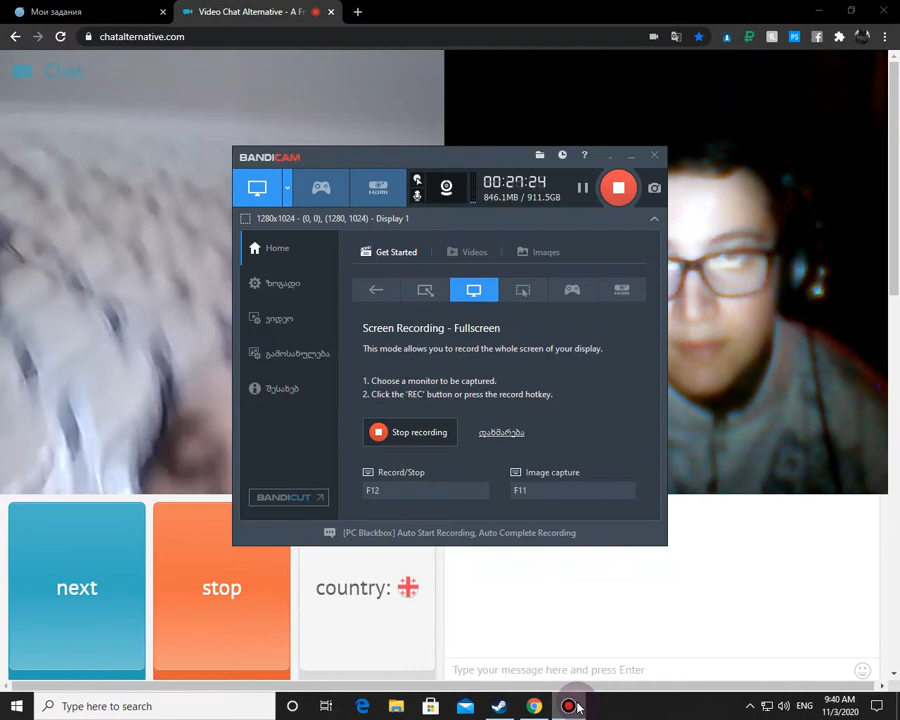 Мои задания
Video Chat Alternative - A Fr
chatalternative.com
Chat
BANDICAM
HDMI
00:27:24
846.1MB / 911.5GB
1280x1024 - (0, 0), (1280, 1024) - Display 1
Home
ზოგადი
ვიდეო
გამოსახულება
შესახებ
BANDICUT
Get Started
Videos
Images
HDMI
Screen Recording - Fullscreen
This mode allows you to record the whole screen of your display.
1. Choose a monitor to be captured.
2. Click the 'REC' button or press the record hotkey.
Stop recording
დახმარება
Record/Stop
Image capture
F12
F11
[PC Blackbox] Auto Start Recording, Auto Complete Recording
next
stop
country:
Type your message here and press Enter
Type here to search
ENG
9:40 AM
11/3/2020